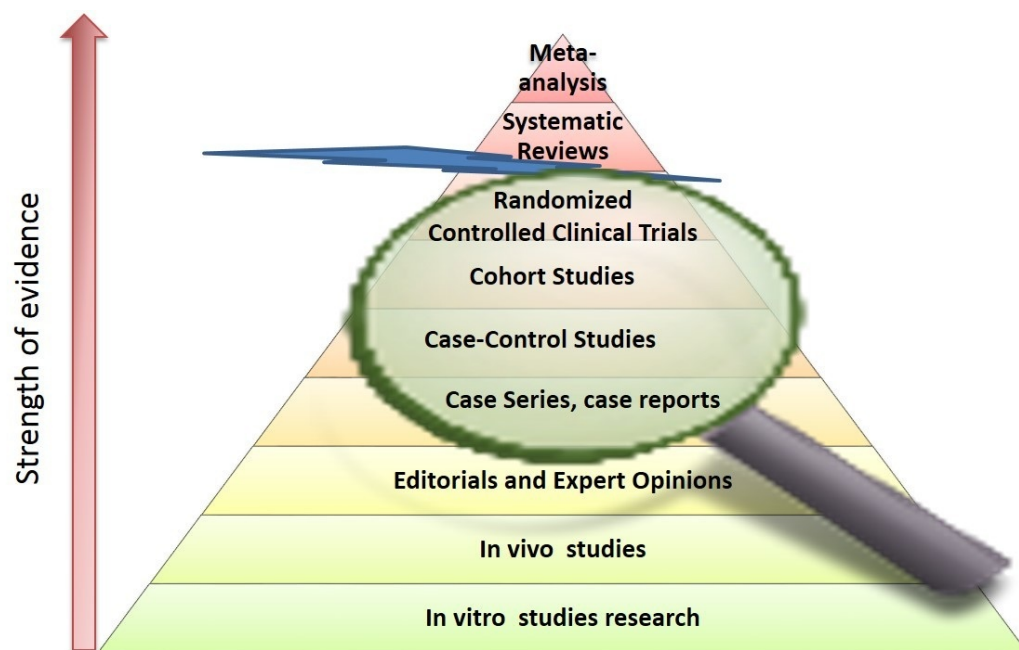 Meta-
analysis
Systematic
Reviews
Randomized
Controlled Clinical Trials
Cohort Studies
Case-Control Studies
Case Series, case reports
Editorials and Expert Opinions
In vivo studies
In vitro studies research
Strength of evidence